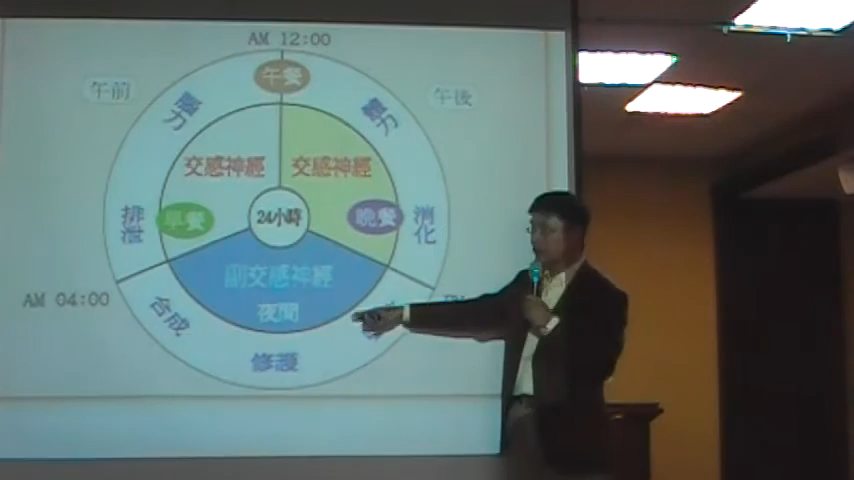 AM 12:00
午餐
午前
午後
腦力
體力
交感神經
交感神經
排泄
早餐
24小時
晚餐
消化
副交感神經
AM 04:00
合成
夜間
修護